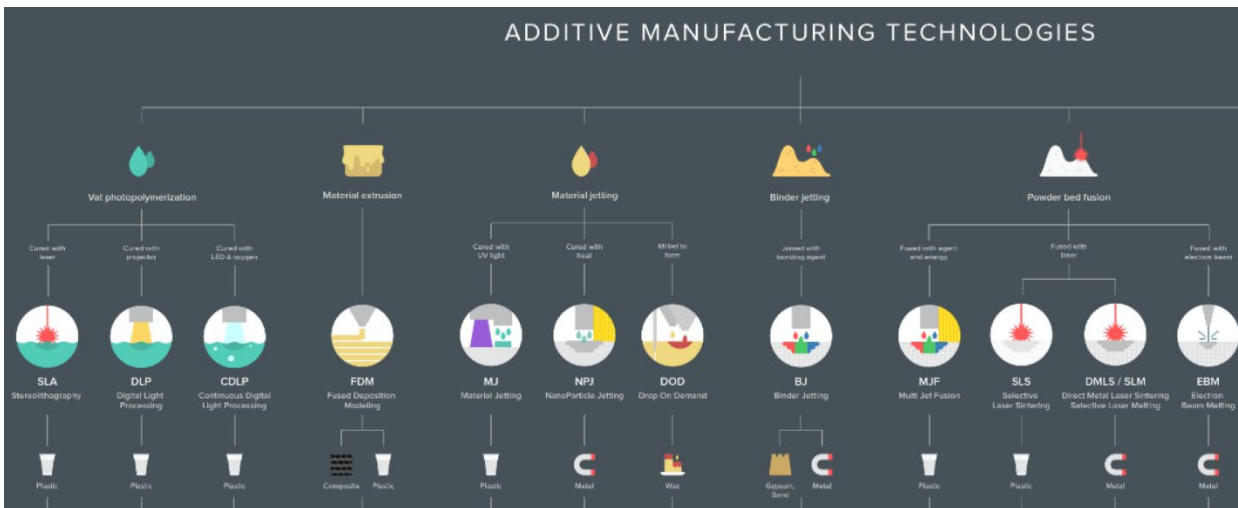 ADDITIVE MANUFACTURING TECHNOLOGIES
Vat photopolymerization
Material extrusion
Material jetting
Binder jetting
Powder bed fusion
Cured with
laser
Cured with
projector
Cured with
LED & oxygen
Cured with
UV light
Cured with
heat
Milled to
form
Joined with
bonding agent
Fused with agent
and energy
Fused with
laser
Fused with
electron beam
SLA
Stereolithography
DLP
Digital Light
Processing
CDLP
Continuous Digital
Light Processing
FDM
Fused Deposition
Modeling
MJ
Material Jetting
NPJ
NanoParticle Jetting
DOD
Drop On Demand
BJ
Binder Jetting
MJF
Multi Jet Fusion
SLS
Selective
Laser Sintering
DMLS / SLM
Direct Metal Laser Sintering
Selective Laser Melting
EBM
Electron
Beam Melting
Plastic
Plastic
Plastic
Composite
Plastic
Plastic
Metal
Wax
Gypsum,
Sand
Metal
Plastic
Plastic
Metal
Metal